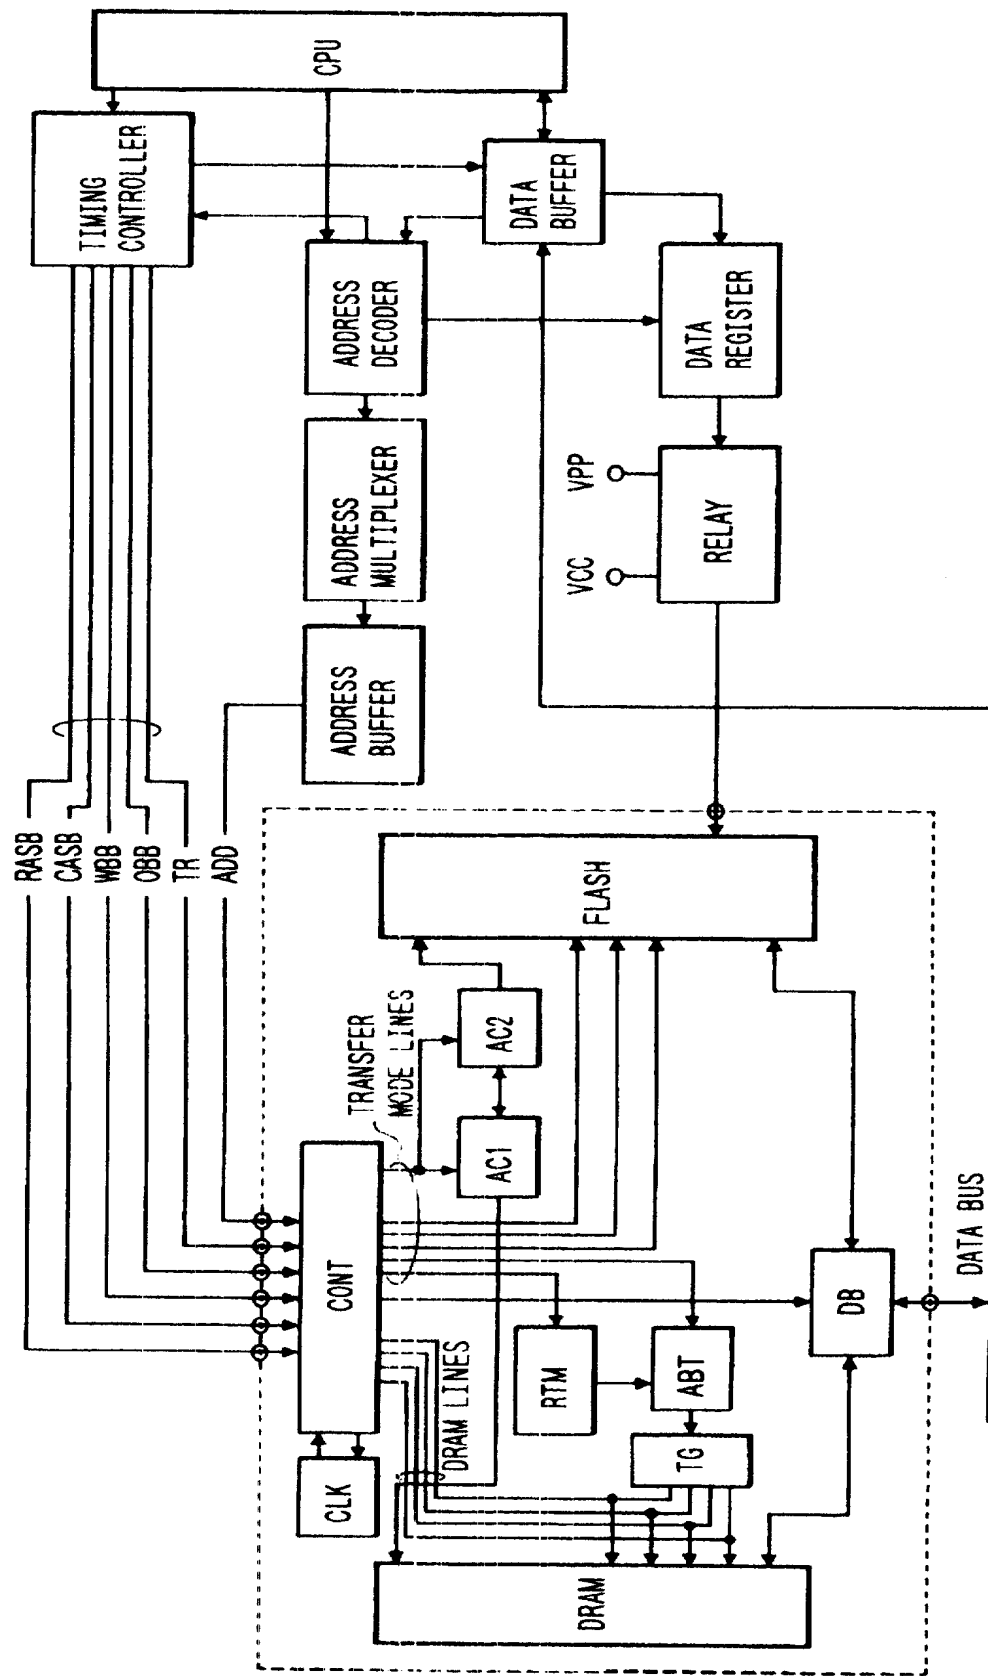 RASB
CASB
WBB
OBB
TR
ADD
TIMING
CONTROLLER
CPU
ADDRESS
BUFFER
ADDRESS
MULTIPLEXER
ADDRESS
DECODER
DATA
BUFFER
VCC
VPP
RELAY
DATA
REGISTER
CLK
CONT
TRANSFER
MODE LINES
DRAM LINES
AC1
AC2
FLASH
RTM
ABT
TG
DRAM
DB
DATA BUS